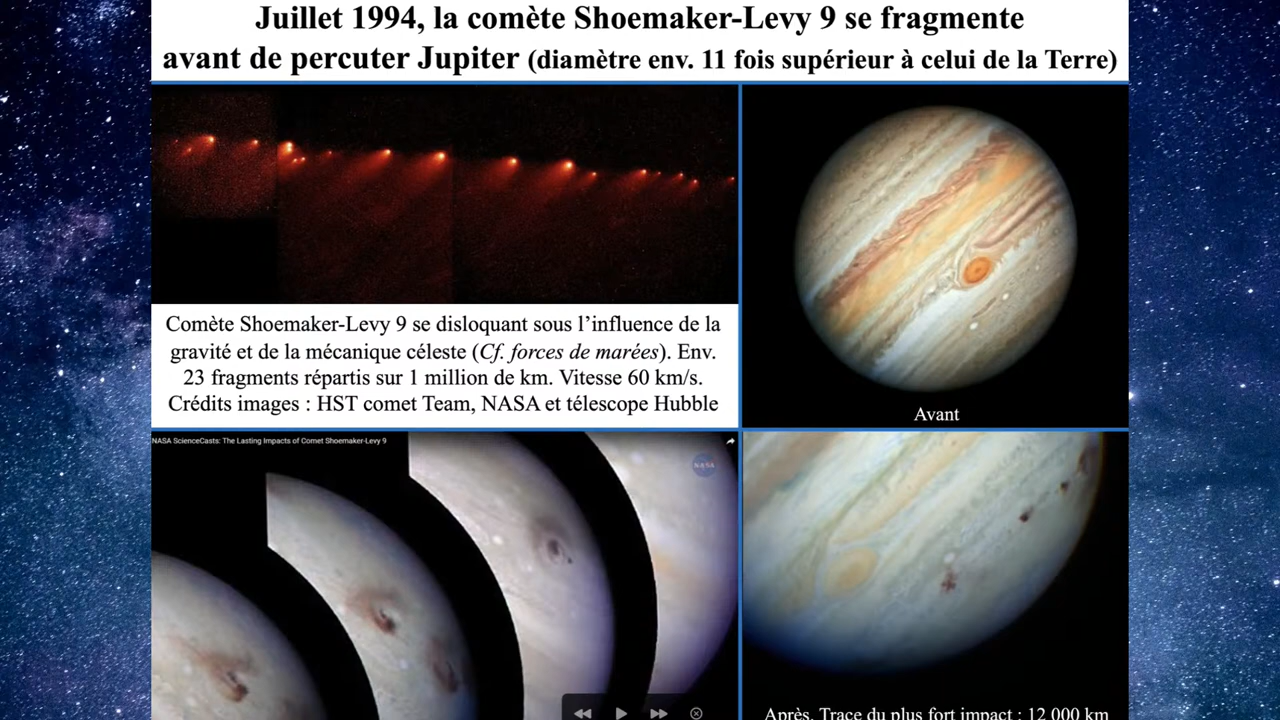 Juillet 1994, la comète Shoemaker-Levy 9 se fragmente
avant de percuter Jupiter (diamètre env. 11 fois supérieur à celui de la Terre)
Comète Shoemaker-Levy 9 se disloquant sous l’influence de la
gravité et de la mécanique céleste (Cf. forces de marées). Env.
23 fragments répartis sur 1 million de km. Vitesse 60 km/s.
Crédits images : HST comet Team, NASA et télescope Hubble
Avant
NASA ScienceCasts: The Lasting Impacts of Comet Shoemaker-Levy 9
NASA
Après. Trace du plus fort impact : 12 000 km